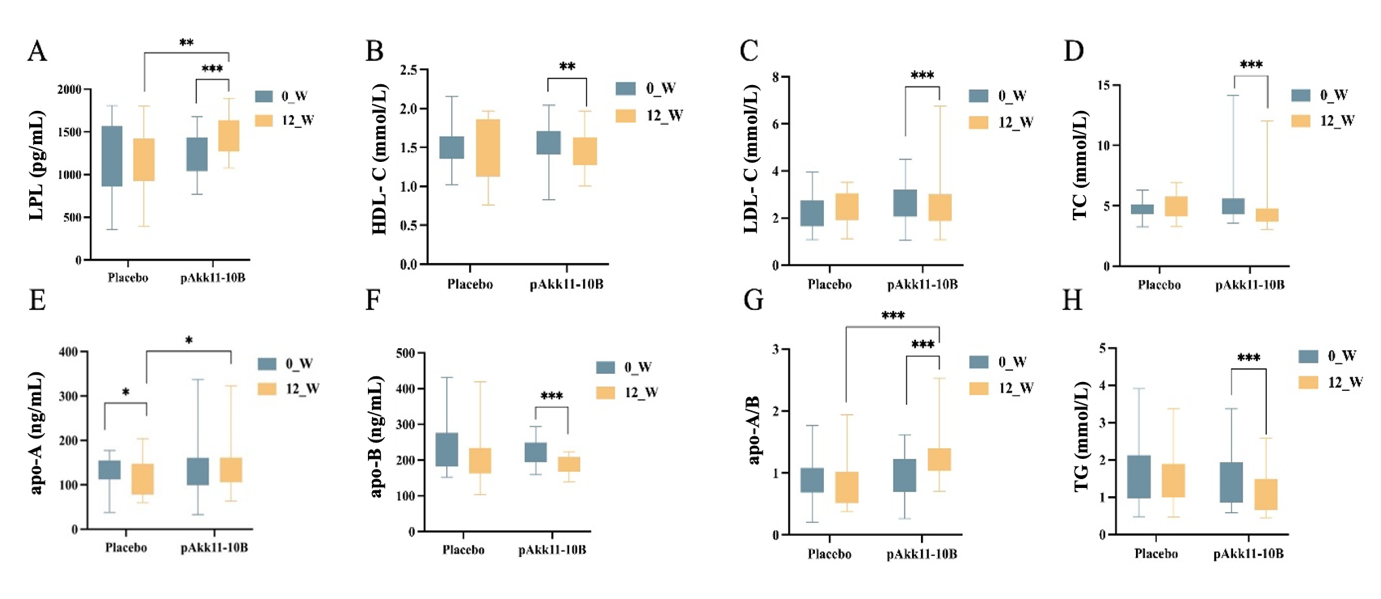 A
LPL (pg/mL)
2000
1500
1000
500
0
**
***
0_W
12_W
Placebo
pAkk11-10B
B
HDL- C (mmol/L)
2.5
2.0
1.5
1.0
0.5
0.0
**
0_W
12_W
Placebo
pAkk11-10B
C
LDL- C (mmol/L)
8
6
4
2
0
***
0_W
12_W
Placebo
pAkk11-10B
D
TC (mmol/L)
15
10
5
0
***
0_W
12_W
Placebo
pAkk11-10B
E
apo-A (ng/mL)
400
300
200
100
0
*
*
0_W
12_W
Placebo
pAkk11-10B
F
apo-B (ng/mL)
500
400
300
200
100
0
***
0_W
12_W
Placebo
pAkk11-10B
G
apo-A/B
3
2
1
0
***
***
0_W
12_W
Placebo
pAkk11-10B
H
TG (mmol/L)
5
4
3
2
1
0
***
0_W
12_W
Placebo
pAkk11-10B